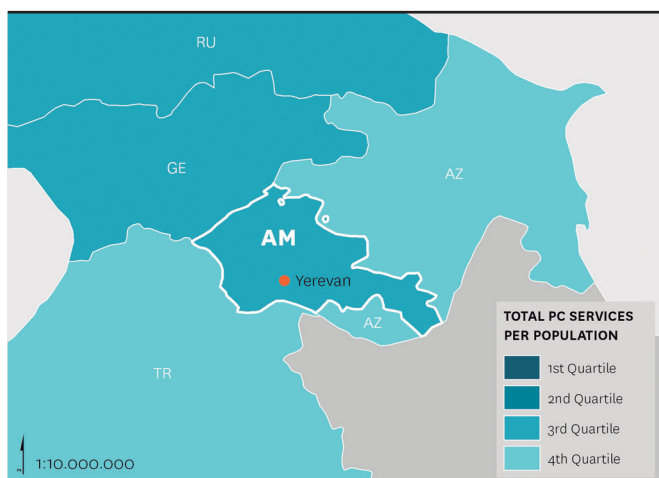 RU
GE
AZ
AM
Yerevan
AZ
TR
TOTAL PC SERVICES
PER POPULATION
1st Quartile
2nd Quartile
3rd Quartile
4th Quartile
N
1:10.000.000